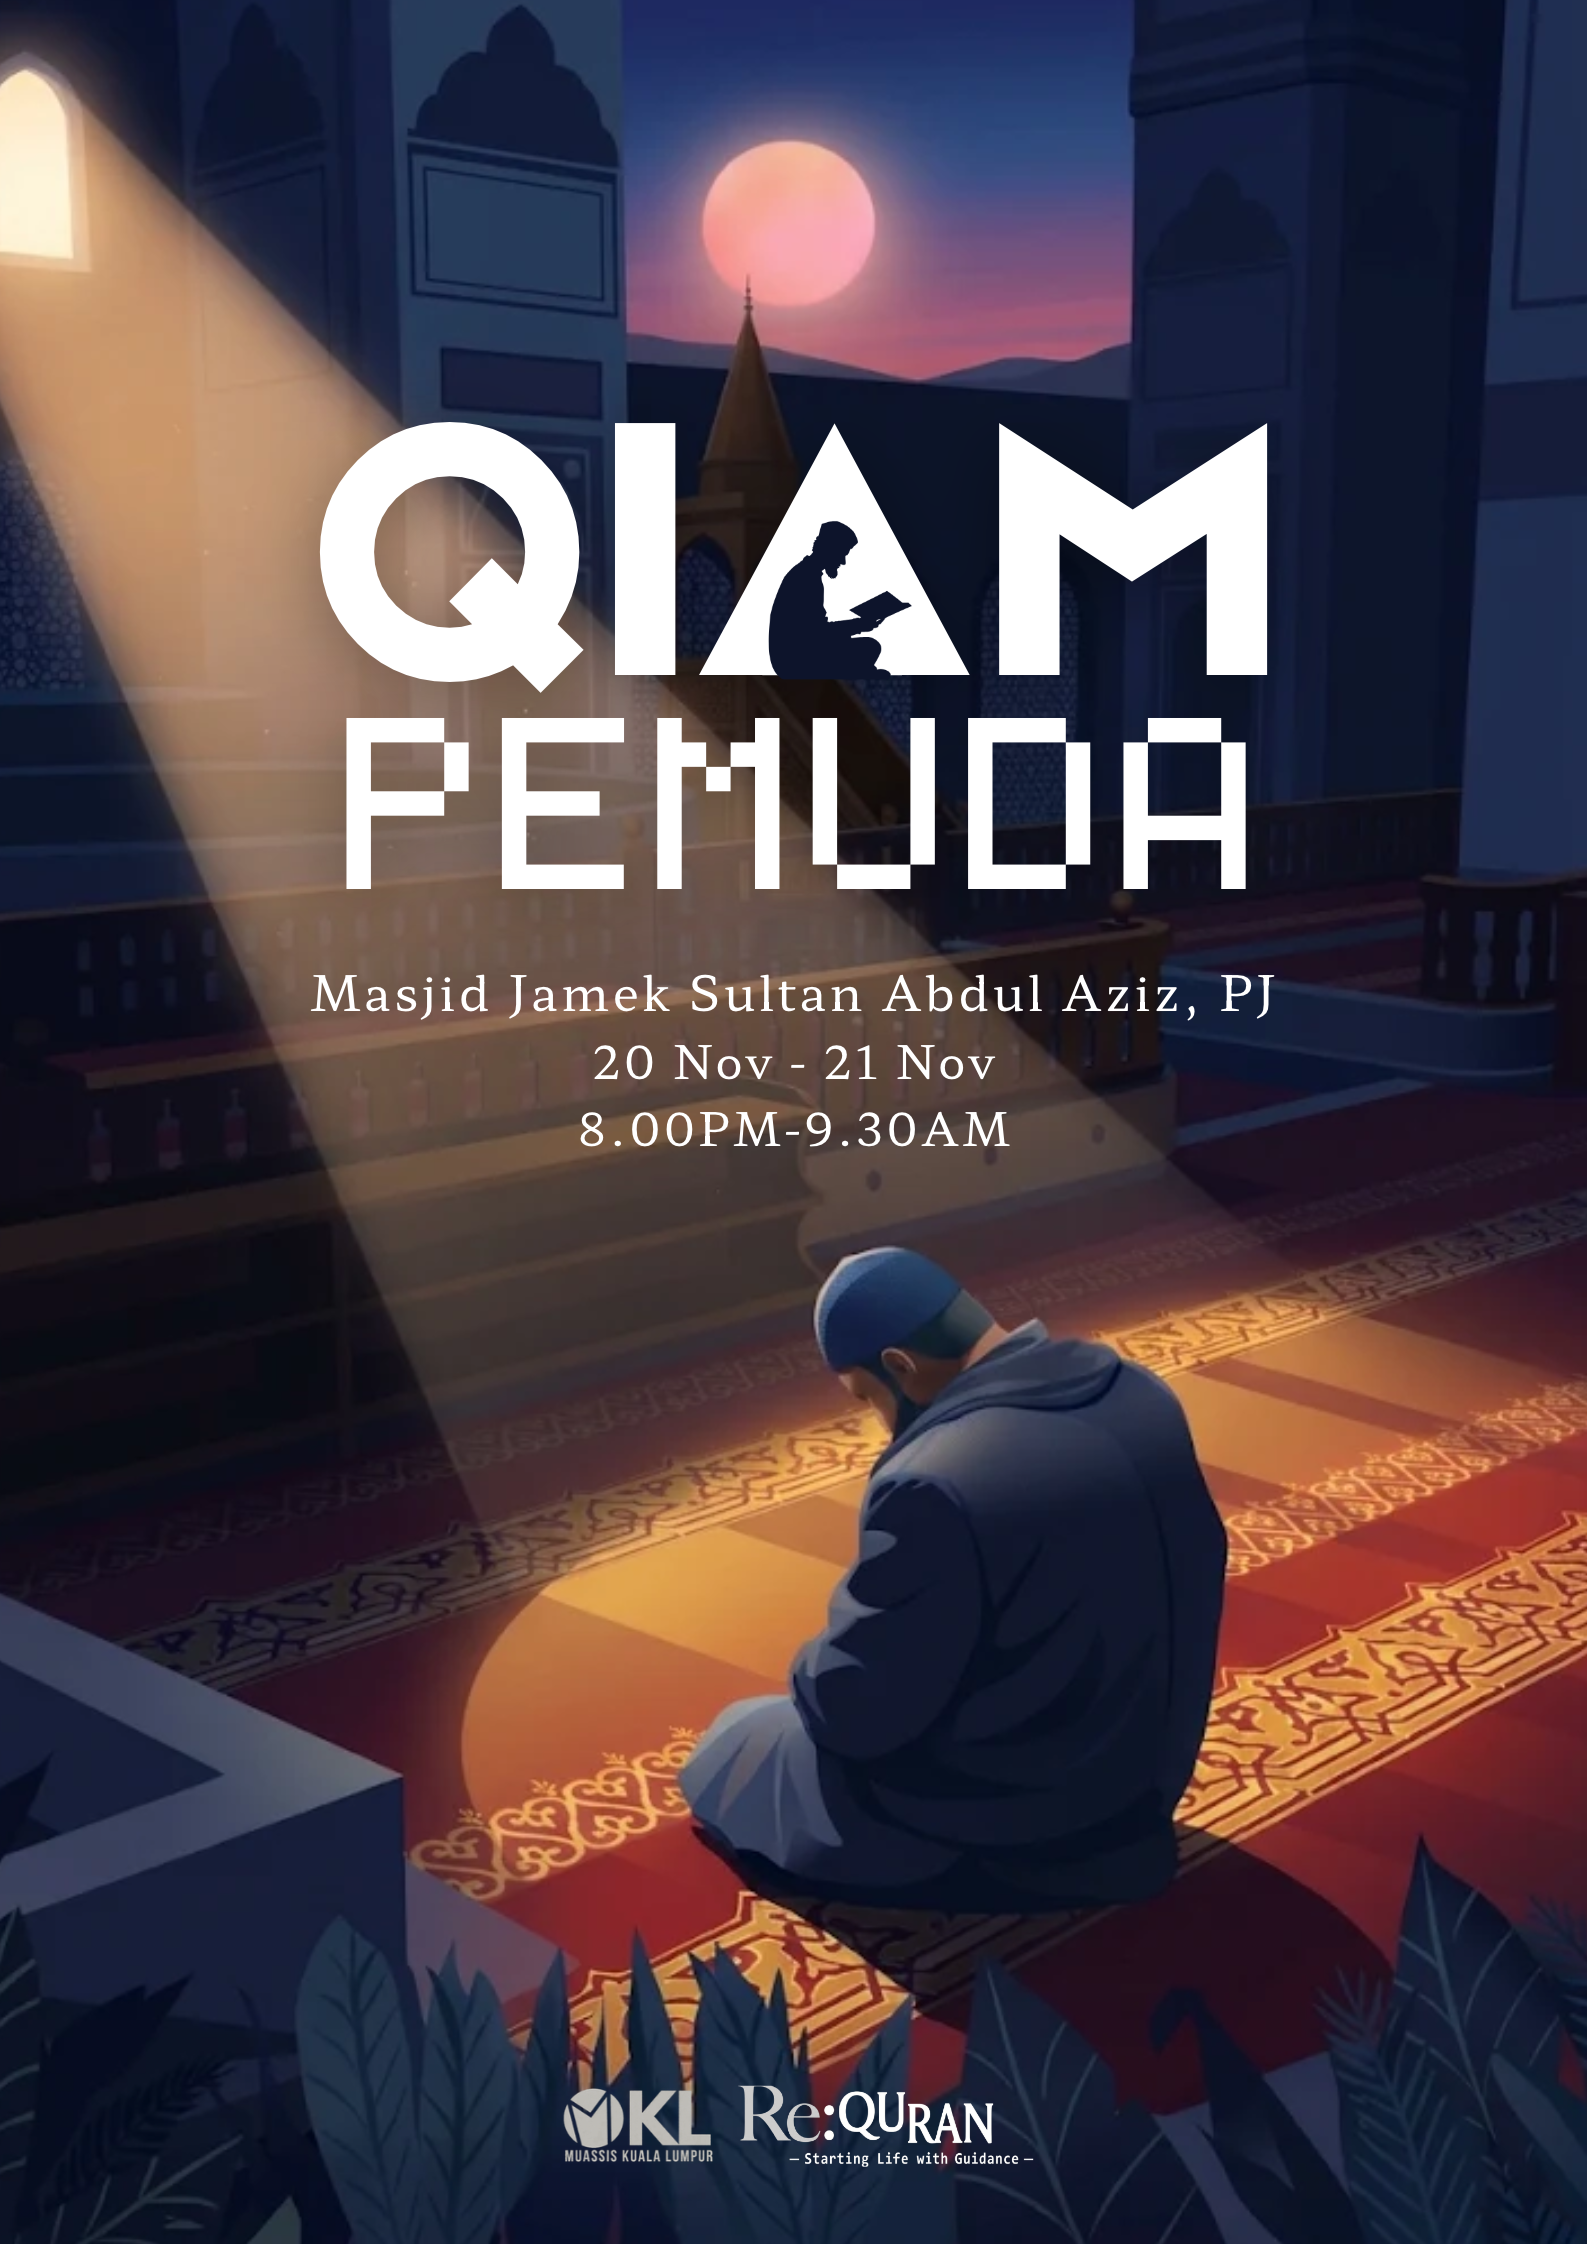 QIAM
PEMUDA
Masjid Jamek Sultan Abdul Aziz, PJ
20 Nov - 21 Nov
8.00PM-9.30AM
KL
MUASSIS KUALA LUMPUR
Re:QURAN
– Starting Life with Guidance –